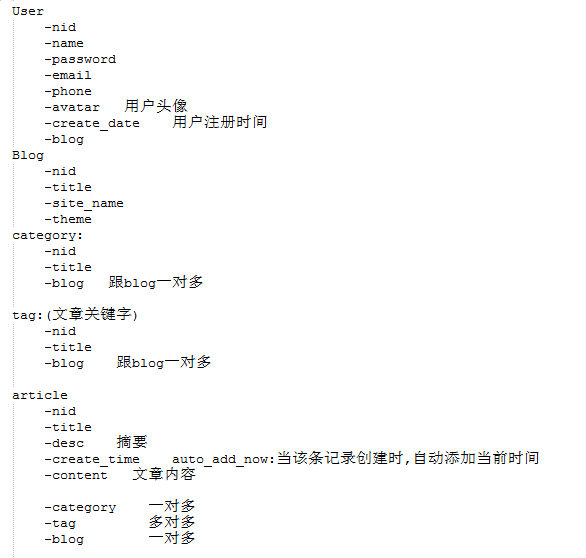 User
-nid
-name
-password
-email
-phone
-avatar 用户头像
-create_date 用户注册时间
-blog
Blog
-nid
-title
-site_name
-theme
category:
-nid
-title
-blog 跟blog一对多
tag:(文章关键字)
-nid
-title
-blog 跟blog一对多
article
-nid
-title
-desc 摘要
-create_time auto_add_now:当该条记录创建时,自动添加当前时间
-content 文章内容
-category 一对多
-tag 多对多
-blog 一对多